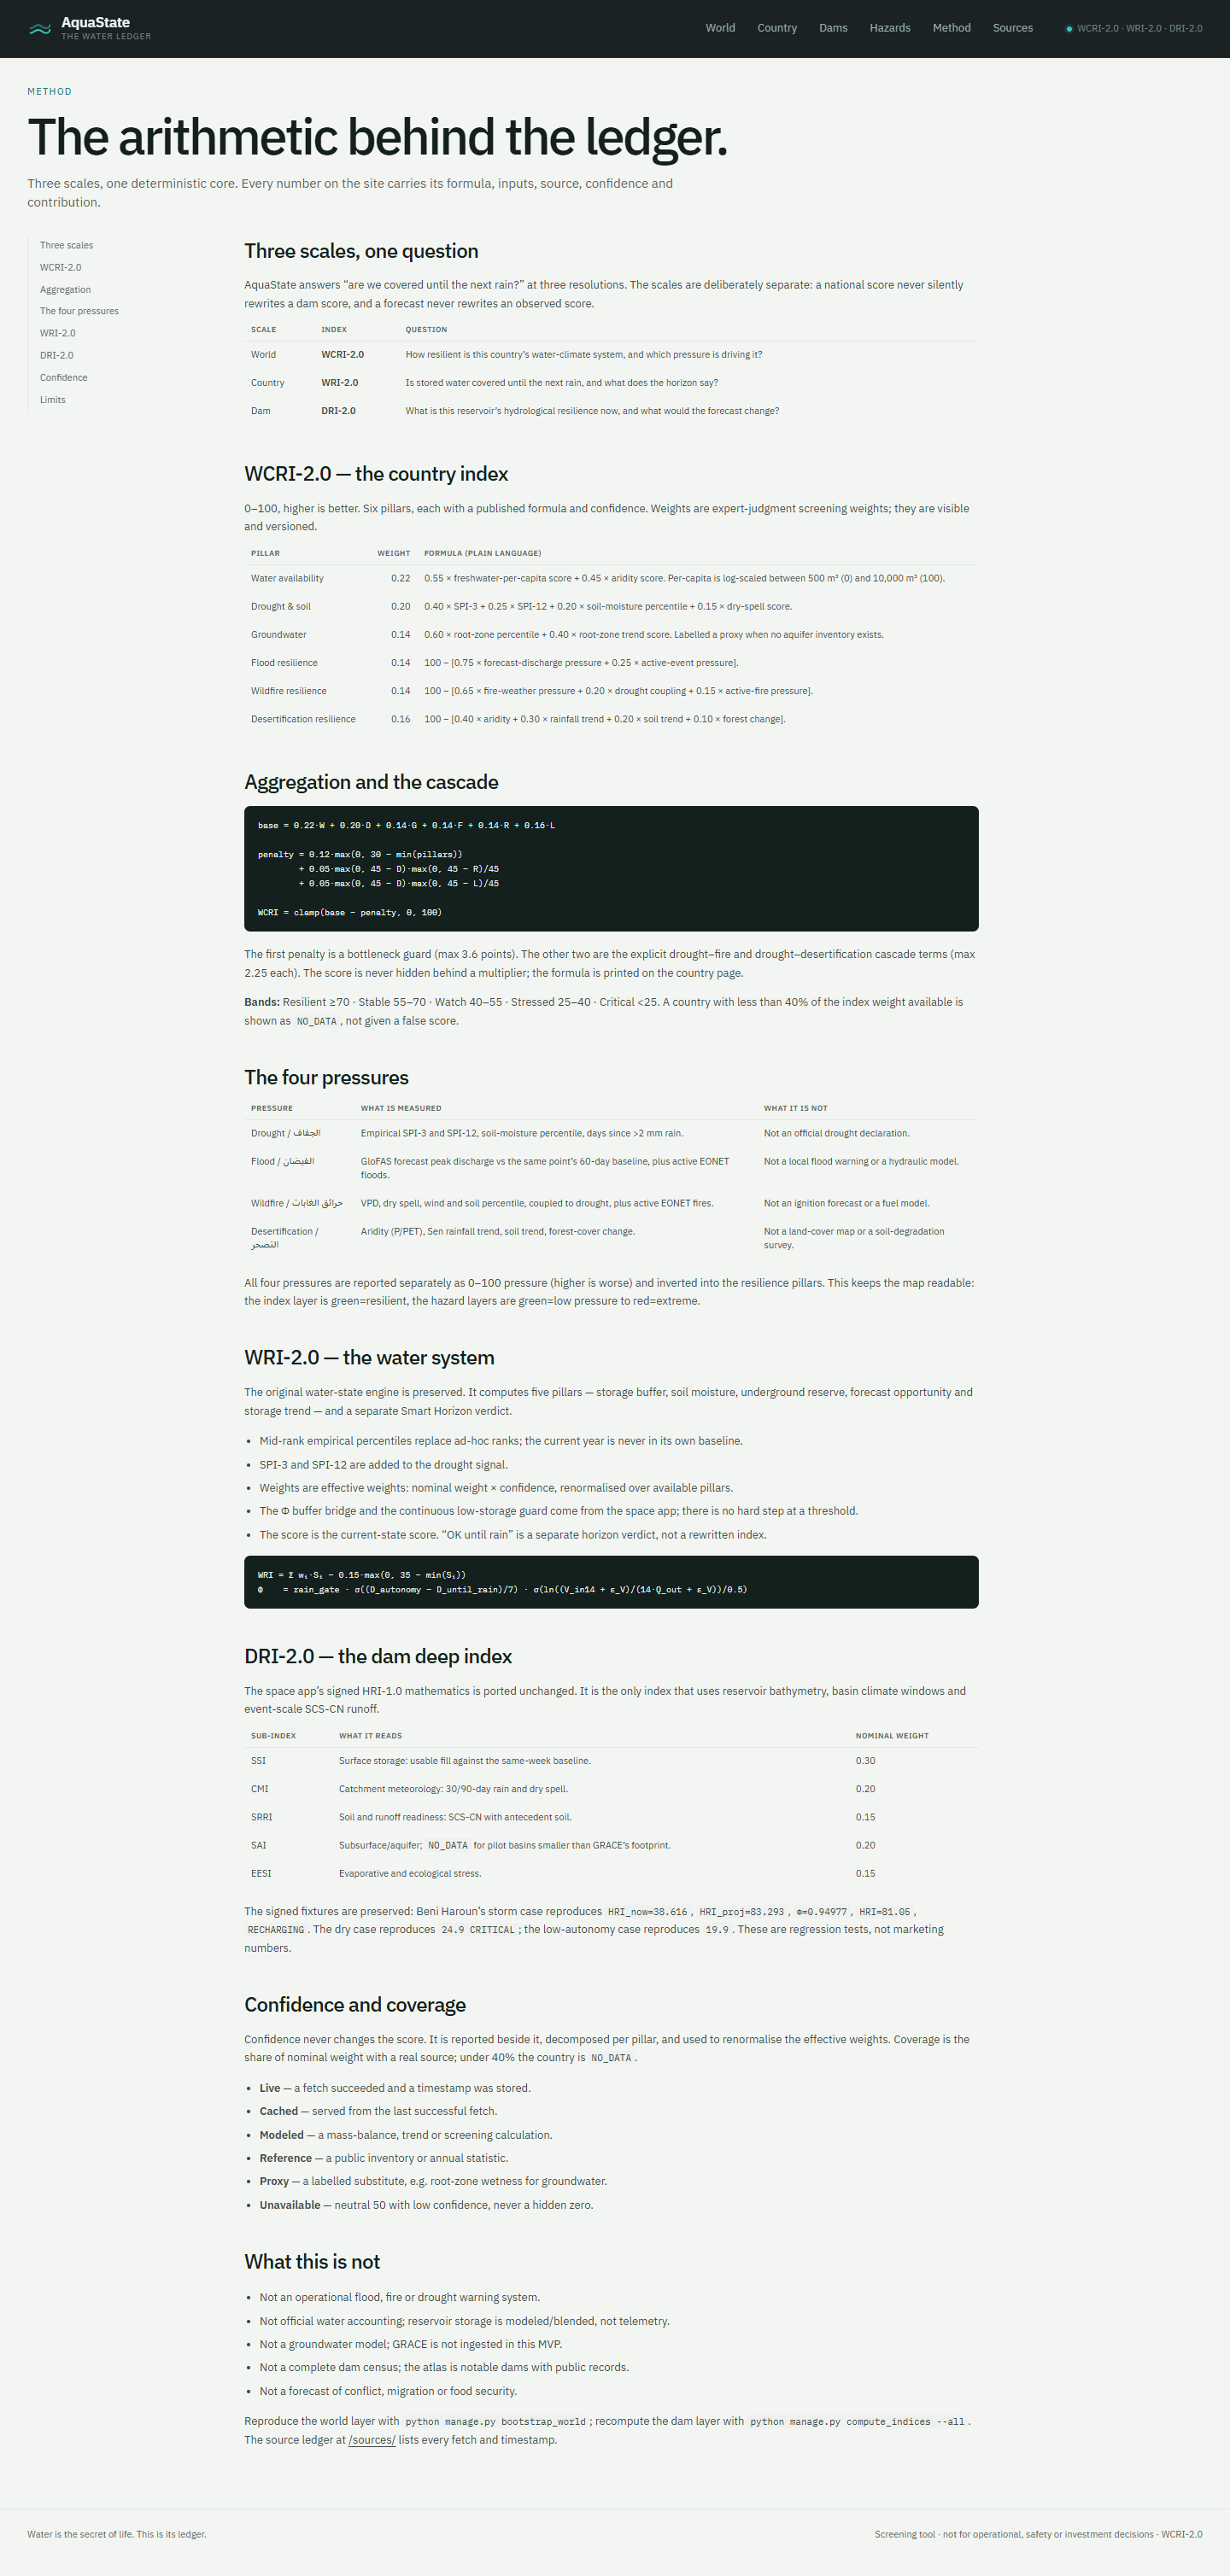 AquaState
THE WATER LEDGER
World Country Dams Hazards Method Sources WCRI-2.0 · WRI-2.0 · DRI-2.0
METHOD
The arithmetic behind the ledger.
Three scales, one deterministic core. Every number on the site carries its formula, inputs, source, confidence and
contribution.
Three scales
WCRI-2.0
Aggregation
The four pressures
WRI-2.0
DRI-2.0
Confidence
Limits
Three scales, one question
AquaState answers “are we covered until the next rain?” at three resolutions. The scales are deliberately separate: a national score never silently
rewrites a dam score, and a forecast never rewrites an observed score.
SCALE INDEX QUESTION
World WCRI-2.0 How resilient is this country’s water-climate system, and which pressure is driving it?
Country WRI-2.0 Is stored water covered until the next rain, and what does the horizon say?
Dam DRI-2.0 What is this reservoir’s hydrological resilience now, and what would the forecast change?
WCRI-2.0 — the country index
0–100, higher is better. Six pillars, each with a published formula and confidence. Weights are expert-judgment screening weights; they are visible
and versioned.
PILLAR WEIGHT FORMULA (PLAIN LANGUAGE)
Water availability 0.22 0.55 × freshwater-per-capita score + 0.45 × aridity score. Per-capita is log-scaled between 500 m³ (0) and 10,000 m³ (100).
Drought & soil 0.20 0.40 × SPI-3 + 0.25 × SPI-12 + 0.20 × soil-moisture percentile + 0.15 × dry-spell score.
Groundwater 0.14 0.60 × root-zone percentile + 0.40 × root-zone trend score. Labelled a proxy when no aquifer inventory exists.
Flood resilience 0.14 100 − [0.75 × forecast-discharge pressure + 0.25 × active-event pressure].
Wildfire resilience 0.14 100 − [0.65 × fire-weather pressure + 0.20 × drought coupling + 0.15 × active-fire pressure].
Desertification resilience 0.16 100 − [0.40 × aridity + 0.30 × rainfall trend + 0.20 × soil trend + 0.10 × forest change].
Aggregation and the cascade
base = 0.22·W + 0.20·D + 0.14·G + 0.14·F + 0.14·R + 0.16·L
penalty = 0.12·max(0, 30 − min(pillars))
+ 0.05·max(0, 45 − D)·max(0, 45 − R)/45
+ 0.05·max(0, 45 − D)·max(0, 45 − L)/45
WCRI = clamp(base − penalty, 0, 100)
The first penalty is a bottleneck guard (max 3.6 points). The other two are the explicit drought–fire and drought–desertification cascade terms (max
2.25 each). The score is never hidden behind a multiplier; the formula is printed on the country page.
Bands: Resilient ≥70 · Stable 55–70 · Watch 40–55 · Stressed 25–40 · Critical <25. A country with less than 40% of the index weight available is
shown as NO_DATA, not given a false score.
The four pressures
PRESSURE WHAT IS MEASURED WHAT IT IS NOT
Drought / الجفاف Empirical SPI-3 and SPI-12, soil-moisture percentile, days since >2 mm rain. Not an official drought declaration.
Flood / الفيضان GloFAS forecast peak discharge vs the same point’s 60-day baseline, plus active EONET Not a local flood warning or a hydraulic model.
floods.
Wildfire / حرائق الغابات VPD, dry spell, wind and soil percentile, coupled to drought, plus active EONET fires. Not an ignition forecast or a fuel model.
Desertification / Aridity (P/PET), Sen rainfall trend, soil trend, forest-cover change. Not a land-cover map or a soil-degradation
التصحر survey.
All four pressures are reported separately as 0–100 pressure (higher is worse) and inverted into the resilience pillars. This keeps the map readable:
the index layer is green=resilient, the hazard layers are green=low pressure to red=extreme.
WRI-2.0 — the water system
The original water-state engine is preserved. It computes five pillars — storage buffer, soil moisture, underground reserve, forecast opportunity and
storage trend — and a separate Smart Horizon verdict.
• Mid-rank empirical percentiles replace ad-hoc ranks; the current year is never in its own baseline.
• SPI-3 and SPI-12 are added to the drought signal.
• Weights are effective weights: nominal weight × confidence, renormalised over available pillars.
• The Φ buffer bridge and the continuous low-storage guard come from the space app; there is no hard step at a threshold.
• The score is the current-state score. “OK until rain” is a separate horizon verdict, not a rewritten index.
WRI = Σ wᵢ·Sᵢ − 0.15·max(0, 35 − min(Sᵢ))
Φ = rain_gate · σ((D_autonomy − D_until_rain)/7) · σ(ln((V_in14 + ε_V)/(14·Q_out + ε_V))/0.5)
DRI-2.0 — the dam deep index
The space app’s signed HRI-1.0 mathematics is ported unchanged. It is the only index that uses reservoir bathymetry, basin climate windows and
event-scale SCS-CN runoff.
SUB-INDEX WHAT IT READS NOMINAL WEIGHT
SSI Surface storage: usable fill against the same-week baseline. 0.30
CMI Catchment meteorology: 30/90-day rain and dry spell. 0.20
SRRI Soil and runoff readiness: SCS-CN with antecedent soil. 0.15
SAI Subsurface/aquifer; NO_DATA for pilot basins smaller than GRACE’s footprint. 0.20
EESI Evaporative and ecological stress. 0.15
The signed fixtures are preserved: Beni Haroun’s storm case reproduces HRI_now=38.616, HRI_proj=83.293, Φ=0.94977, HRI=81.05,
RECHARGING. The dry case reproduces 24.9 CRITICAL; the low-autonomy case reproduces 19.9. These are regression tests, not marketing
numbers.
Confidence and coverage
Confidence never changes the score. It is reported beside it, decomposed per pillar, and used to renormalise the effective weights. Coverage is the
share of nominal weight with a real source; under 40% the country is NO_DATA.
• Live — a fetch succeeded and a timestamp was stored.
• Cached — served from the last successful fetch.
• Modeled — a mass-balance, trend or screening calculation.
• Reference — a public inventory or annual statistic.
• Proxy — a labelled substitute, e.g. root-zone wetness for groundwater.
• Unavailable — neutral 50 with low confidence, never a hidden zero.
What this is not
• Not an operational flood, fire or drought warning system.
• Not official water accounting; reservoir storage is modeled/blended, not telemetry.
• Not a groundwater model; GRACE is not ingested in this MVP.
• Not a complete dam census; the atlas is notable dams with public records.
• Not a forecast of conflict, migration or food security.
Reproduce the world layer with python manage.py bootstrap_world; recompute the dam layer with python manage.py compute_indices --all.
The source ledger at /sources/ lists every fetch and timestamp.
Water is the secret of life. This is its ledger. Screening tool · not for operational, safety or investment decisions · WCRI-2.0